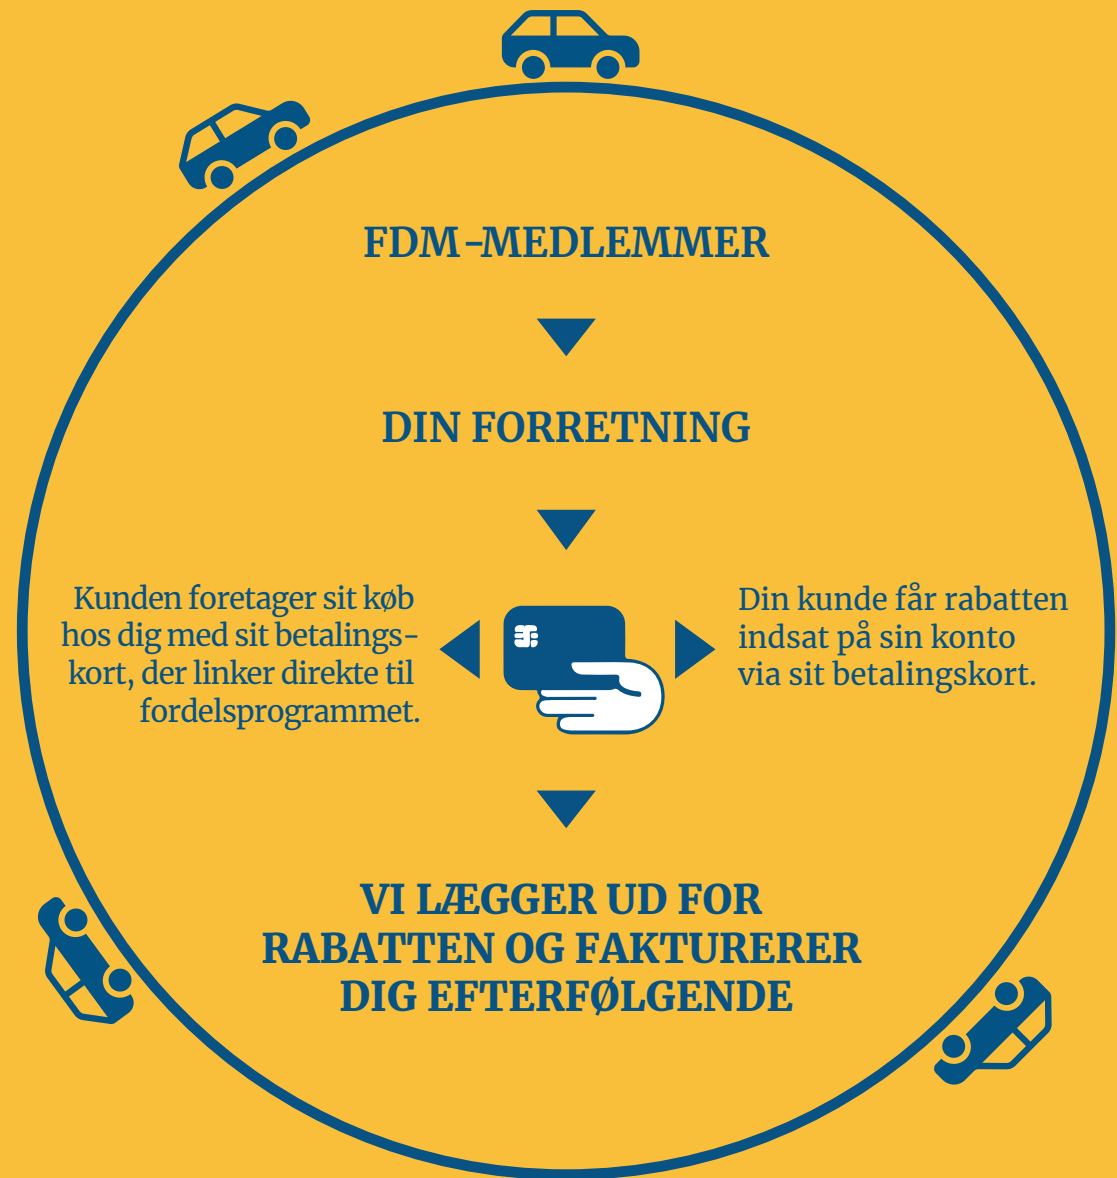 FDM-MEDLEMMER
DIN FORRETNING
Kunden foretager sit køb
hos dig med sit betalings-
kort, der linker direkte til
fordelsprogrammet.
Din kunde får rabatten
indsat på sin konto
via sit betalingskort.
VI LÆGGER UD FOR
RABATTEN OG FAKTURERER
DIG EFTERFØLGENDE